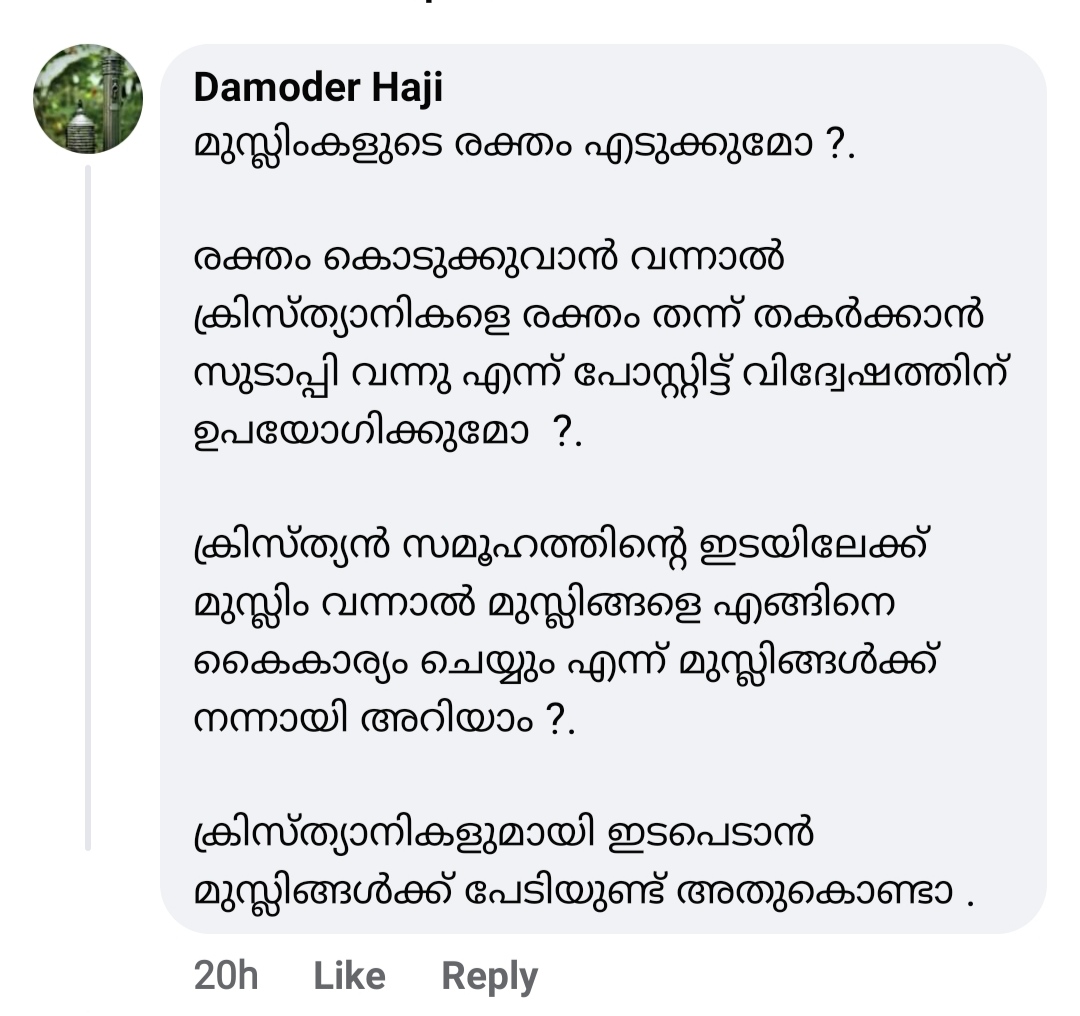 Damoder Haji
മുസ്ലിംകളുടെ രക്തം എടുക്കുമോ ?.
രക്തം കൊടുക്കുവാൻ വന്നാൽ
ക്രിസ്ത്യാനികളെ രക്തം തന്ന് തകർക്കാൻ
സുടാപ്പി വന്നു എന്ന് പോസ്റ്റിട്ട് വിദ്വേഷത്തിന്
ഉപയോഗിക്കുമോ ?.
ക്രിസ്ത്യൻ സമൂഹത്തിന്റെ ഇടയിലേക്ക്
മുസ്ലിം വന്നാൽ മുസ്ലിങ്ങളെ എങ്ങിനെ
കൈകാര്യം ചെയ്യും എന്ന് മുസ്ലിങ്ങൾക്ക്
നന്നായി അറിയാം ?.
ക്രിസ്ത്യാനികളുമായി ഇടപെടാൻ
മുസ്ലിങ്ങൾക്ക് പേടിയുണ്ട് അതുകൊണ്ടാ .
20h Like Reply